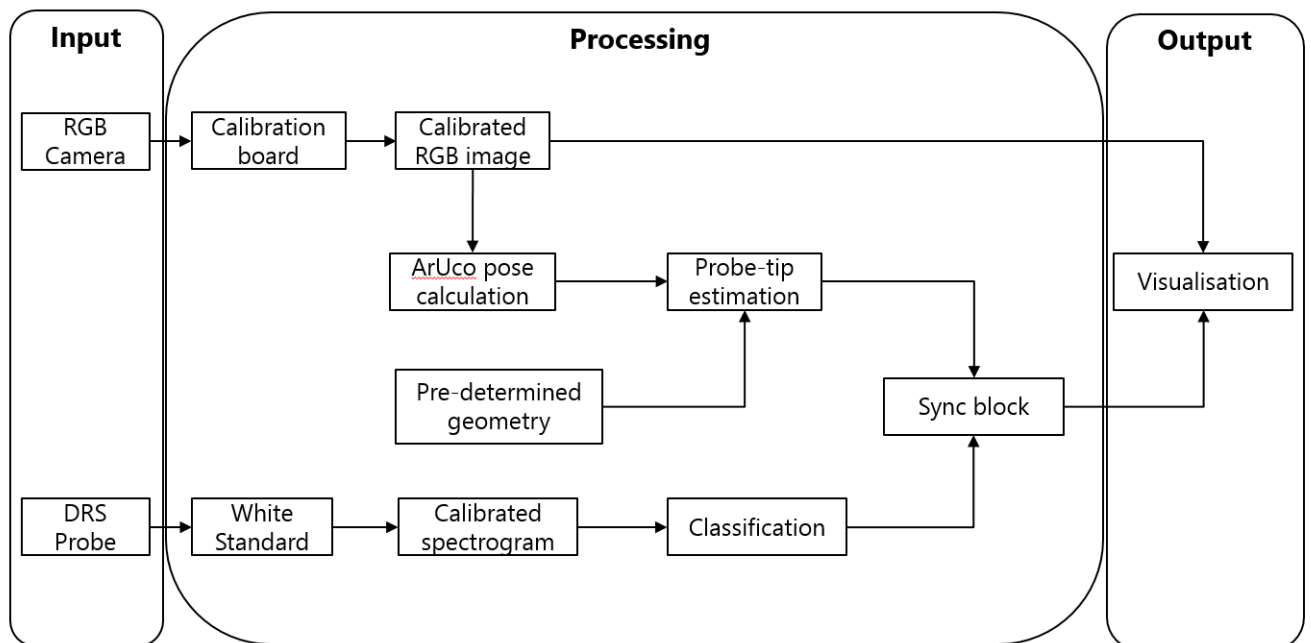 Input
Processing
Output
RGB
Camera
Calibration
board
Calibrated
RGB image
ArUco pose
calculation
Probe-tip
estimation
Visualisation
Pre-determined
geometry
Sync block
DRS
Probe
White
Standard
Calibrated
spectrogram
Classification